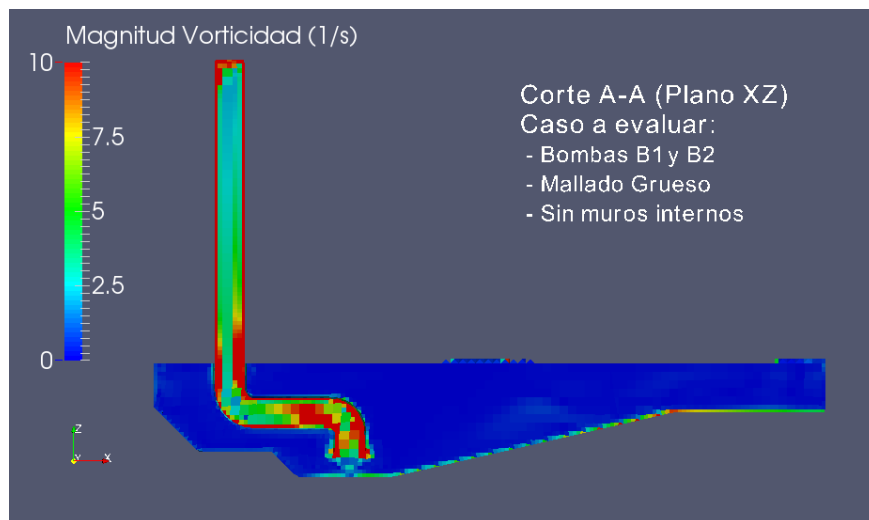 Magnitud Vorticidad (1/s)
10
7.5
5
2.5
0
Corte A-A (Plano XZ)
Caso a evaluar:
- Bombas B1 y B2
- Mallado Grueso
- Sin muros internos
Z
Y
X